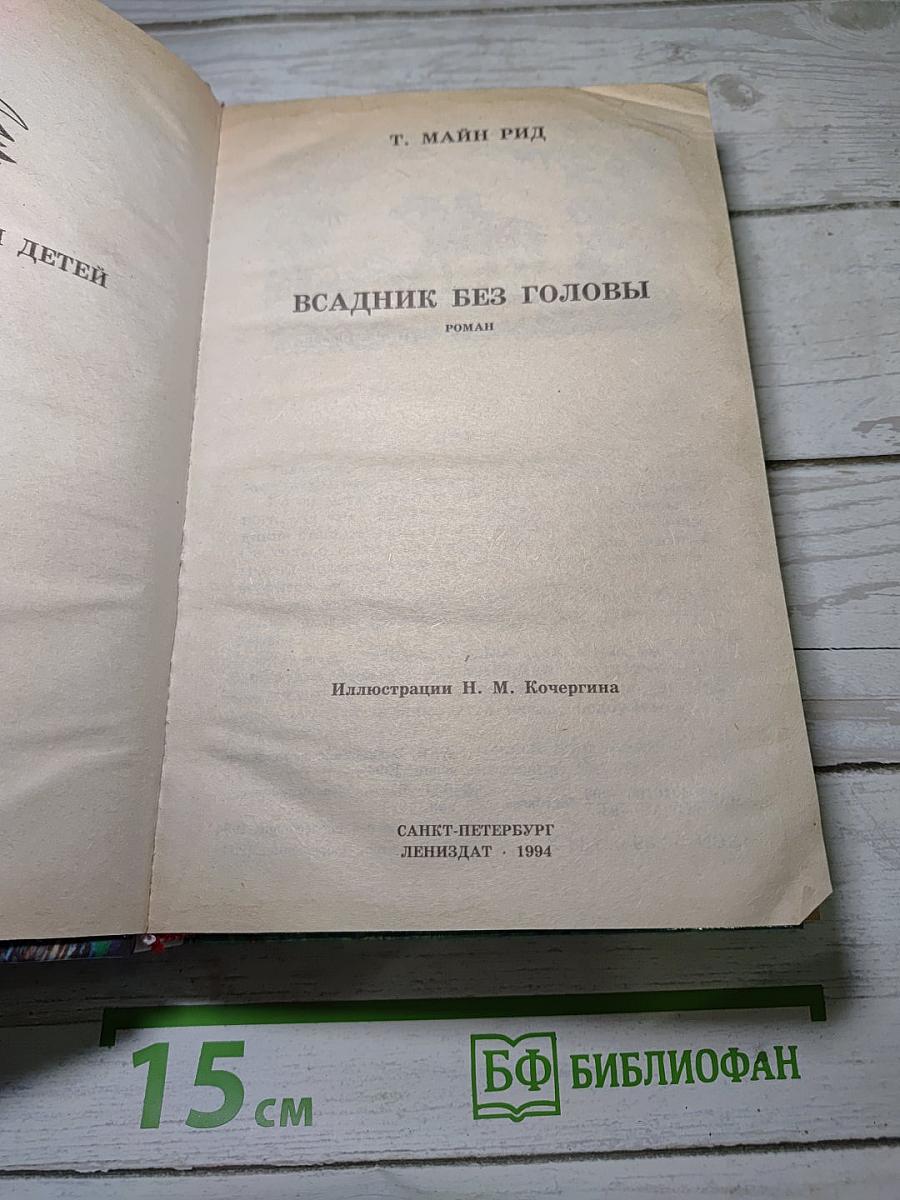 ДЕТЕЙ
Т. МАЙН РИД
ВСАДНИК БЕЗ ГОЛОВЫ
РОМАН
Иллюстрации Н. М. Кочергина
САНКТ-ПЕТЕРБУРГ
ЛЕНИЗДАТ · 1994
15 см
БФ БИБЛИОФАН